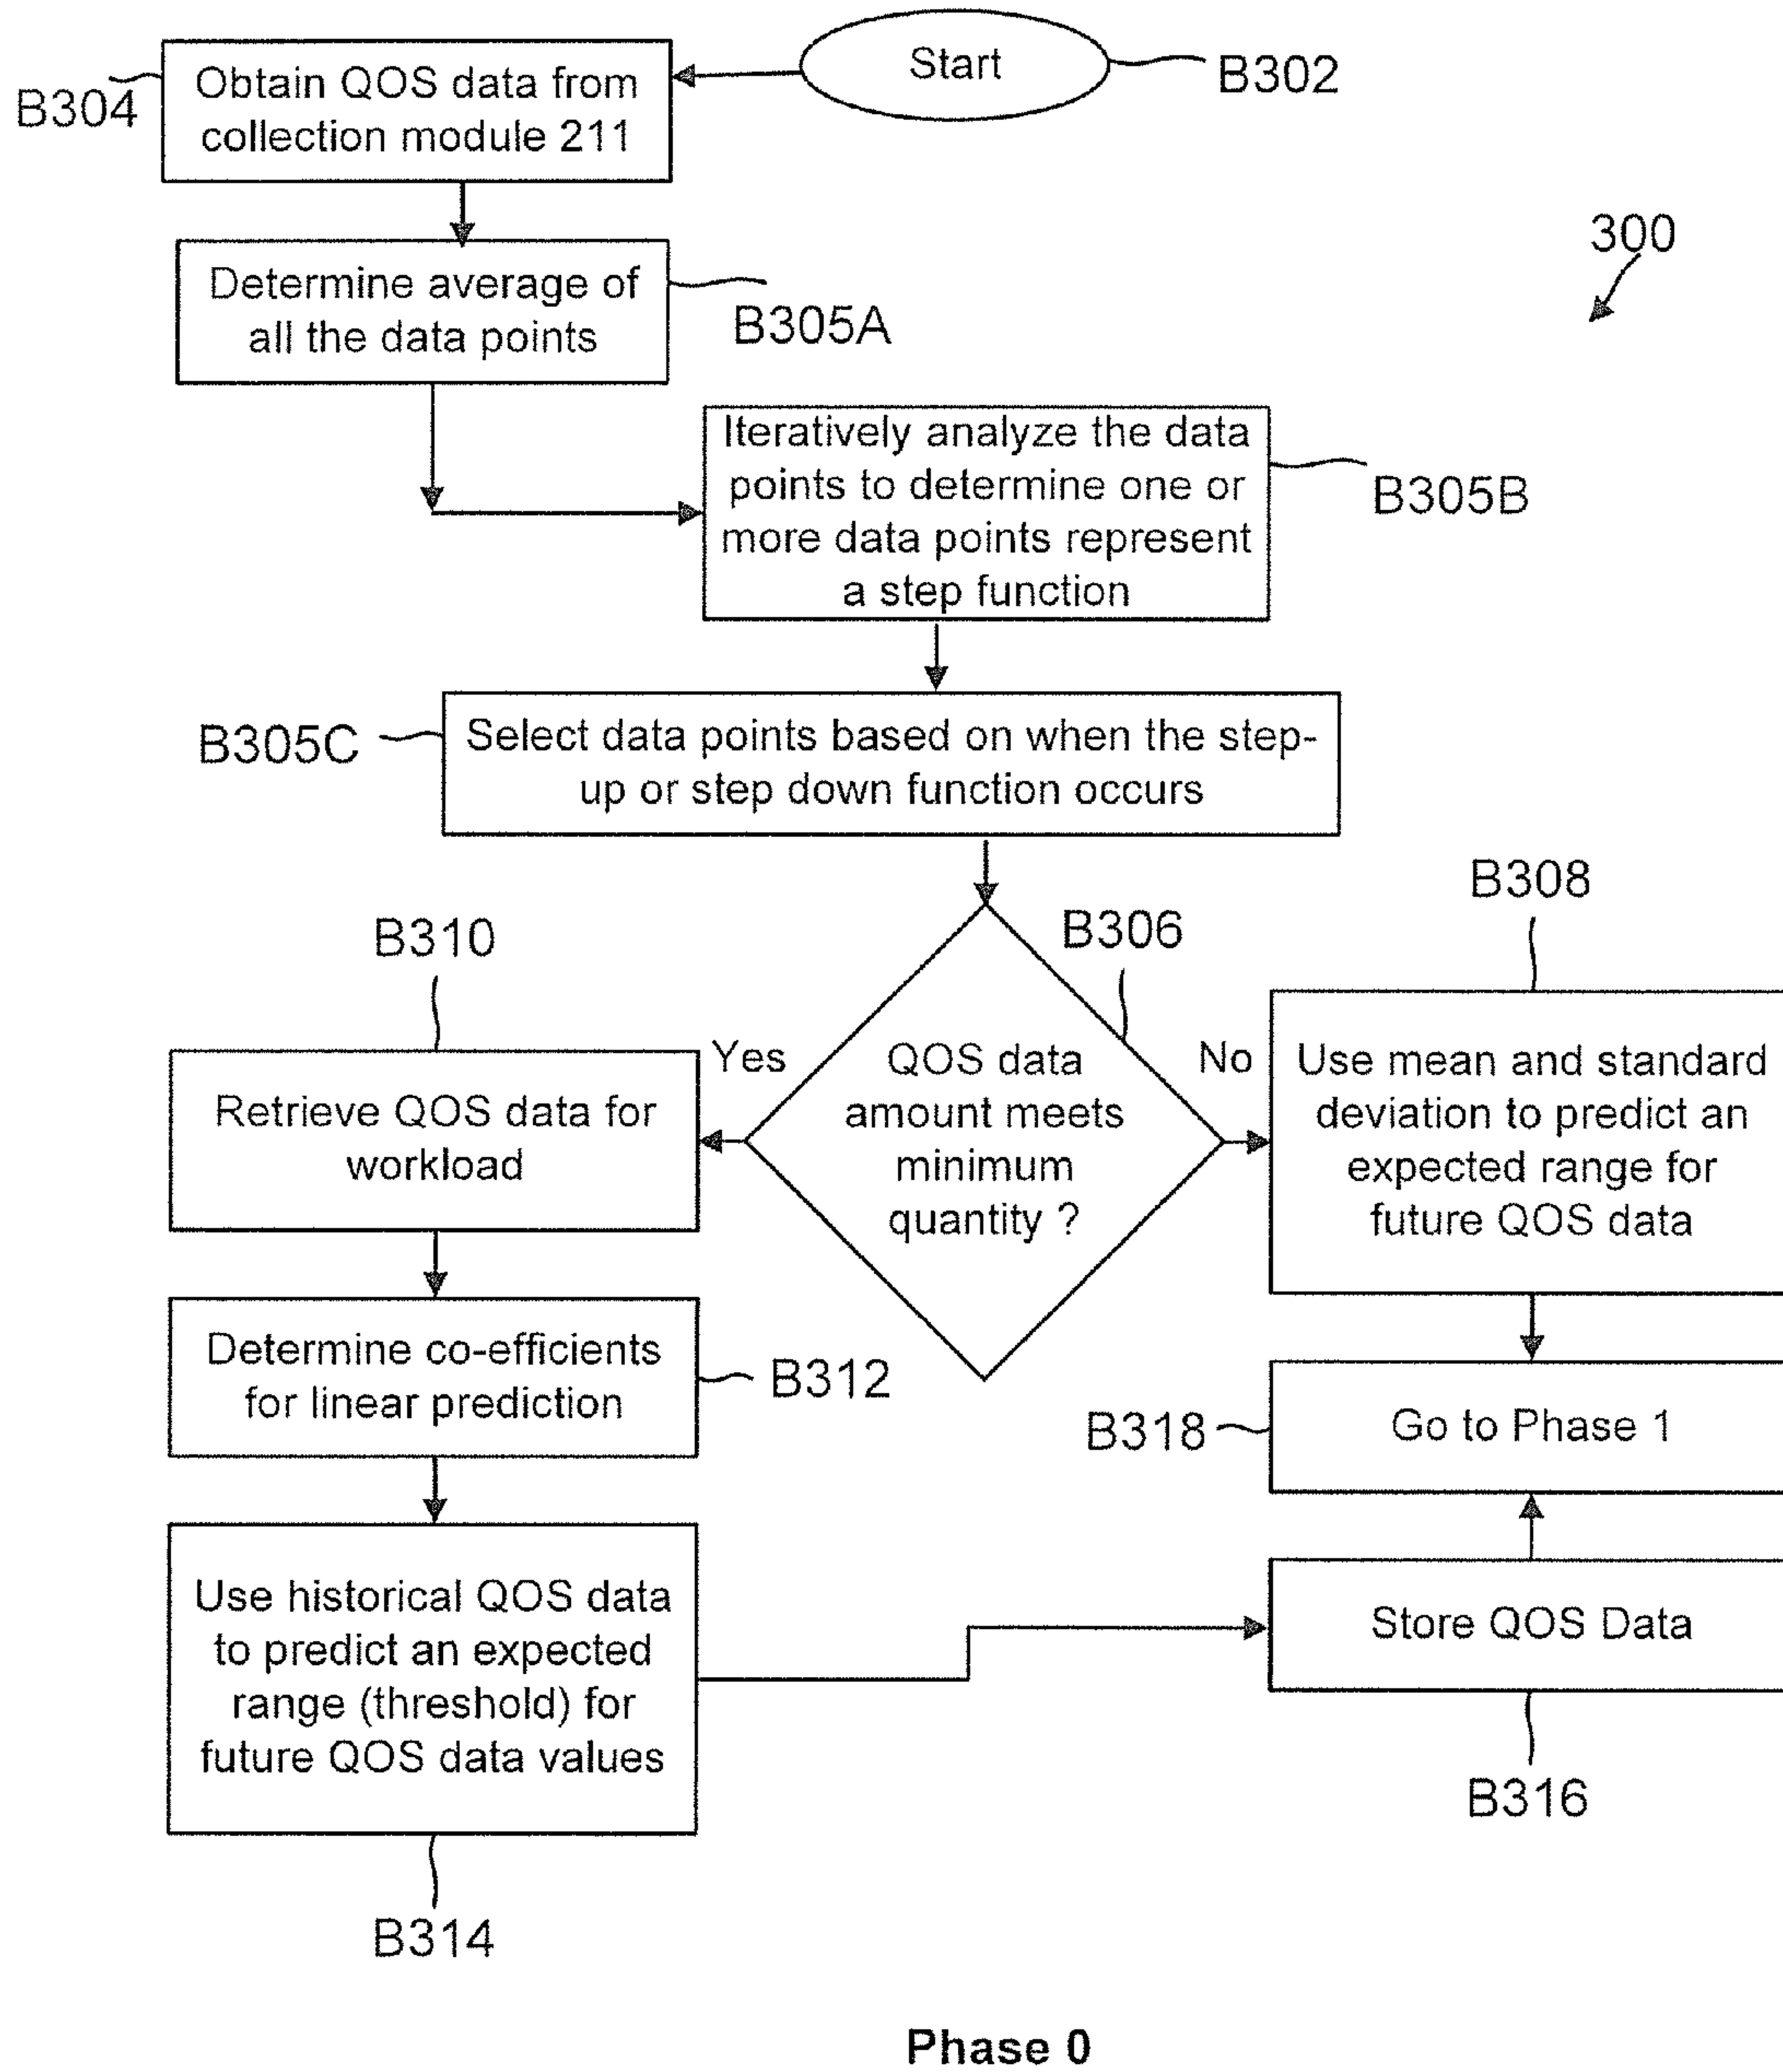 Start
B302
B304
Obtain QOS data from
collection module 211
300
Determine average of
all the data points
B305A
Iteratively analyze the data
points to determine one or
more data points represent
a step function
B305B
B305C
Select data points based on when the step-
up or step down function occurs
B308
B310
B306
Yes
No
QOS data
amount meets
minimum
quantity ?
Retrieve QOS data for
workload
Use mean and standard
deviation to predict an
expected range for
future QOS data
Determine co-efficients
for linear prediction
B312
B318
Go to Phase 1
Use historical QOS data
to predict an expected
range (threshold) for
future QOS data values
Store QOS Data
B316
B314
Phase 0